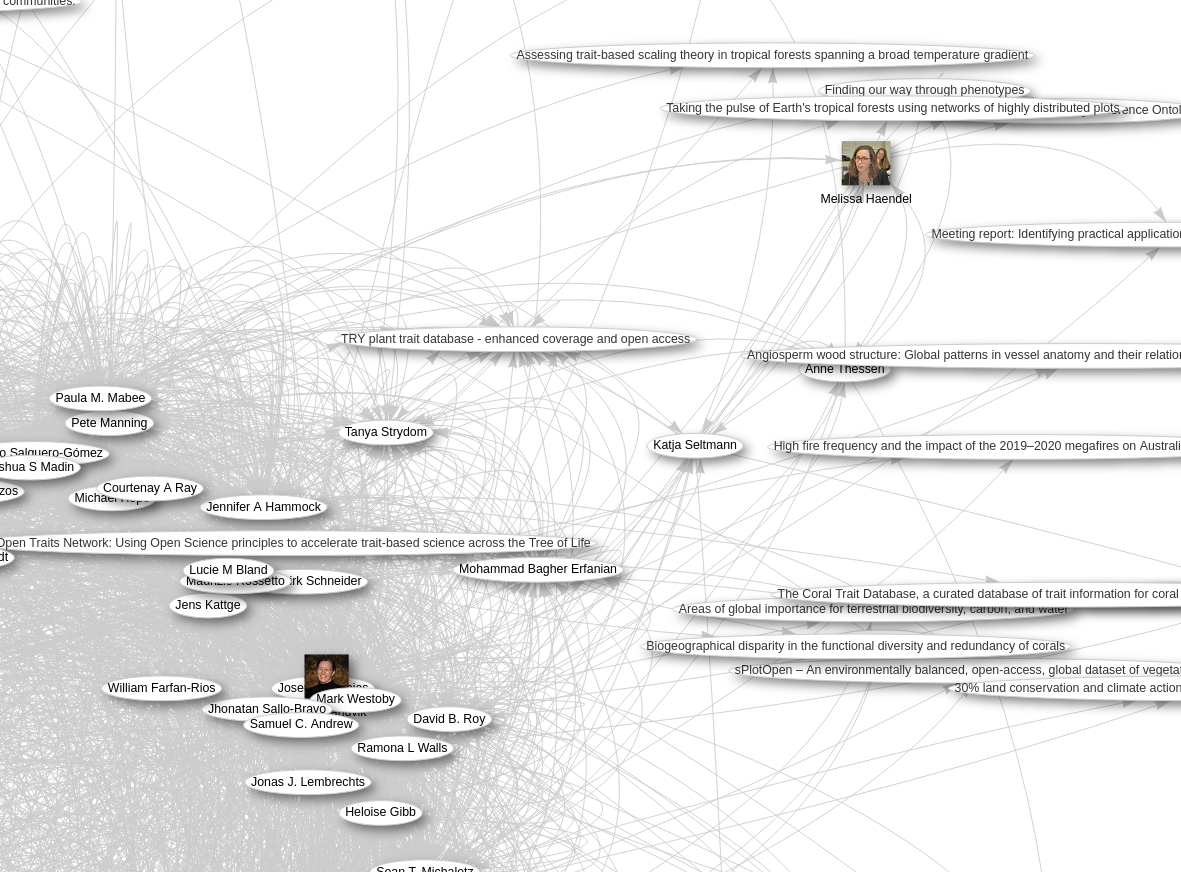 communities.
Assessing trait-based scaling theory in tropical forests spanning a broad temperature gradient
Finding our way through phenotypes
Taking the pulse of Earth's tropical forests using networks of highly distributed plots
Melissa Haendel
Meeting report: Identifying practical
TRY plant trait database - enhanced coverage and open access
Angiosperm wood structure: Global patterns in vessel anatomy and their
Anne Thessen
Paula M. Mabee
Pete Manning
Tanya Strydom
Katja Seltmann
High fire frequency and the impact of the 2019–2020 megafires on
Salguero-Gómez
S Madin
Courtenay A Ray
Jennifer A Hammock
Open Traits Network: Using Open Science principles to accelerate trait-based science across the Tree of Life
Lucie M Bland
Mohammad Bagher Erfanian
Maurizio Rossetto
Schneider
The Coral Trait Database, a curated database of trait information for coral
Jens Kattge
Areas of global importance for terrestrial biodiversity, carbon, and water
Biogeographical disparity in the functional diversity and redundancy of corals
sPlotOpen – An environmentally balanced, open-access, global dataset of
William Farfan-Rios
30% land conservation and climate action
Mark Westoby
Jhonatan Sallo-Bravo
David B. Roy
Samuel C. Andrew
Ramona L Walls
Jonas J. Lembrechts
Heloise Gibb
Sean T. Michaletz